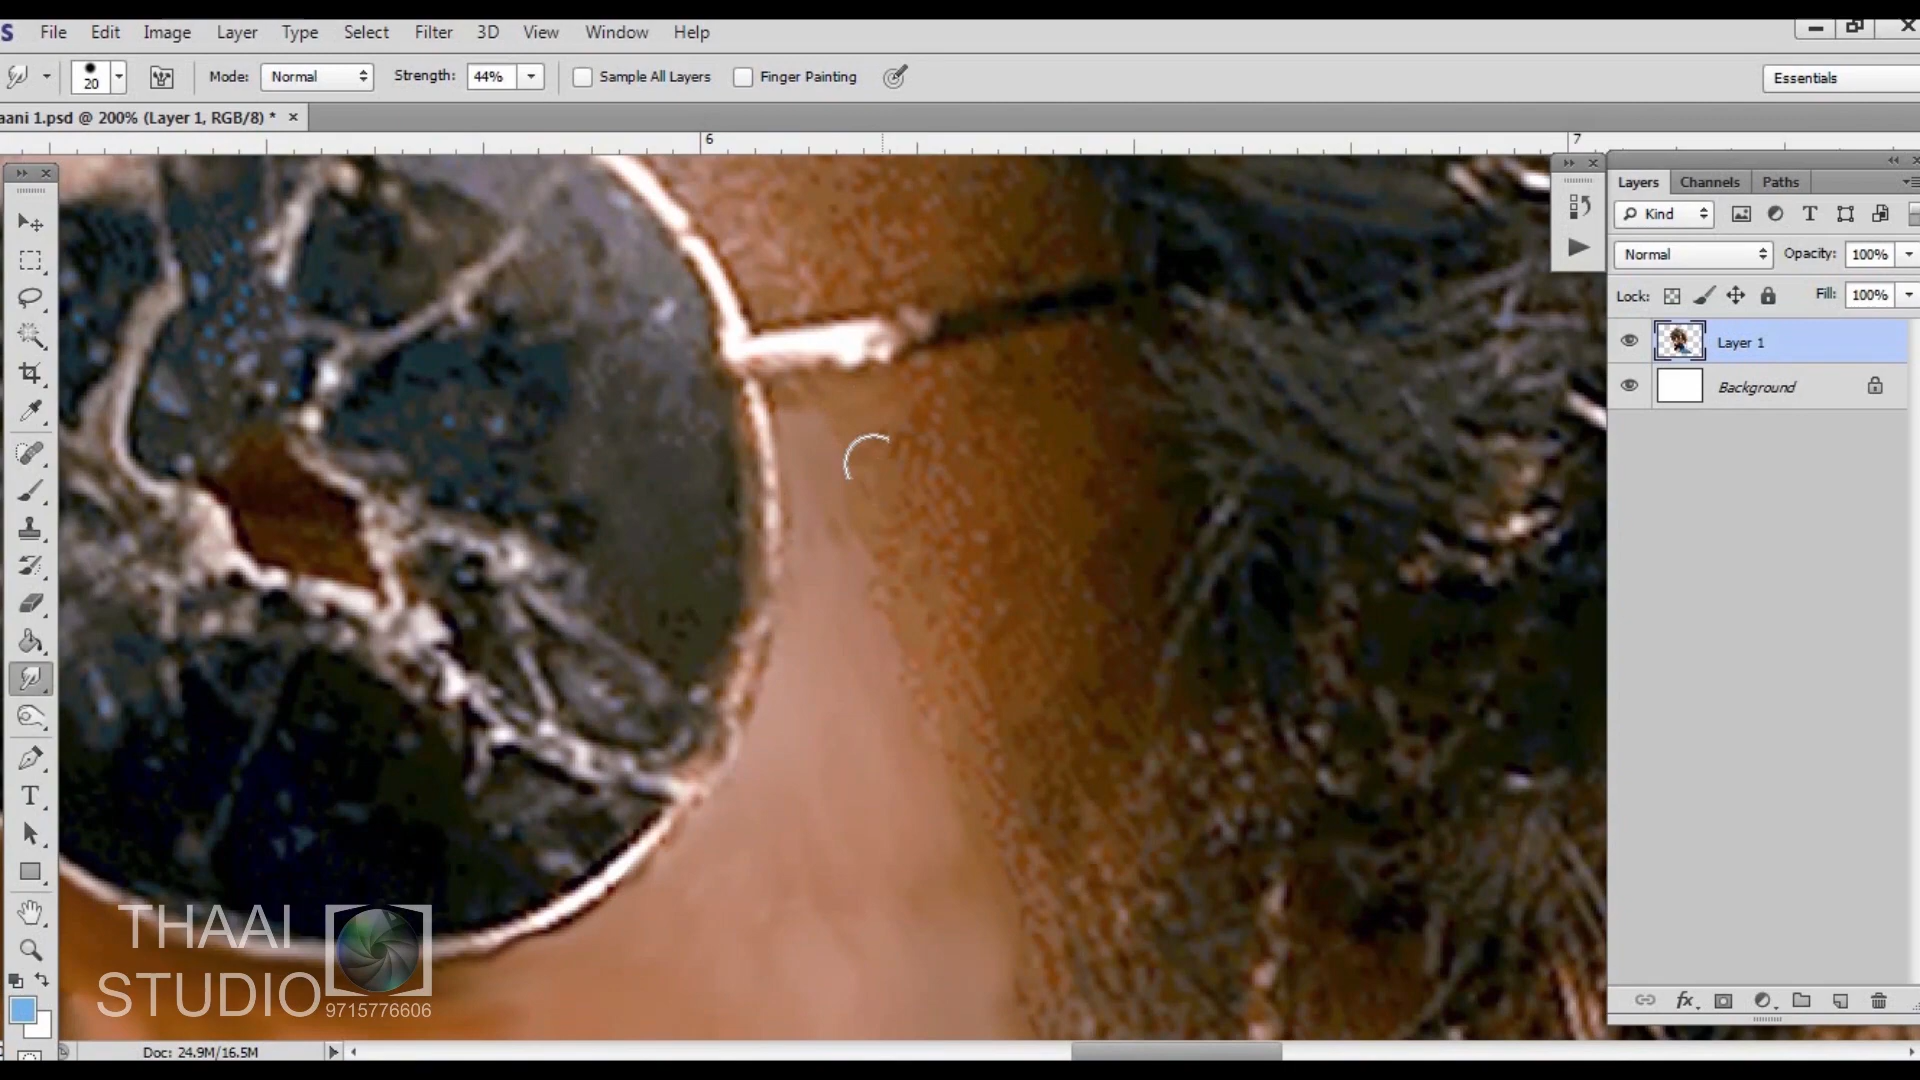 S File Edit Image Layer Type Select Filter 3D View Window Help
20 Mode: Normal Strength: 44% Sample All Layers Finger Painting Essentials
aani 1.psd @ 200% (Layer 1, RGB/8) * ×
6 7
Layers Channels Paths
Kind
Normal Opacity: 100%
Lock: Fill: 100%
Layer 1
Background
THAAI
STUDIO
9715776606
Doc: 24.9M/16.5M